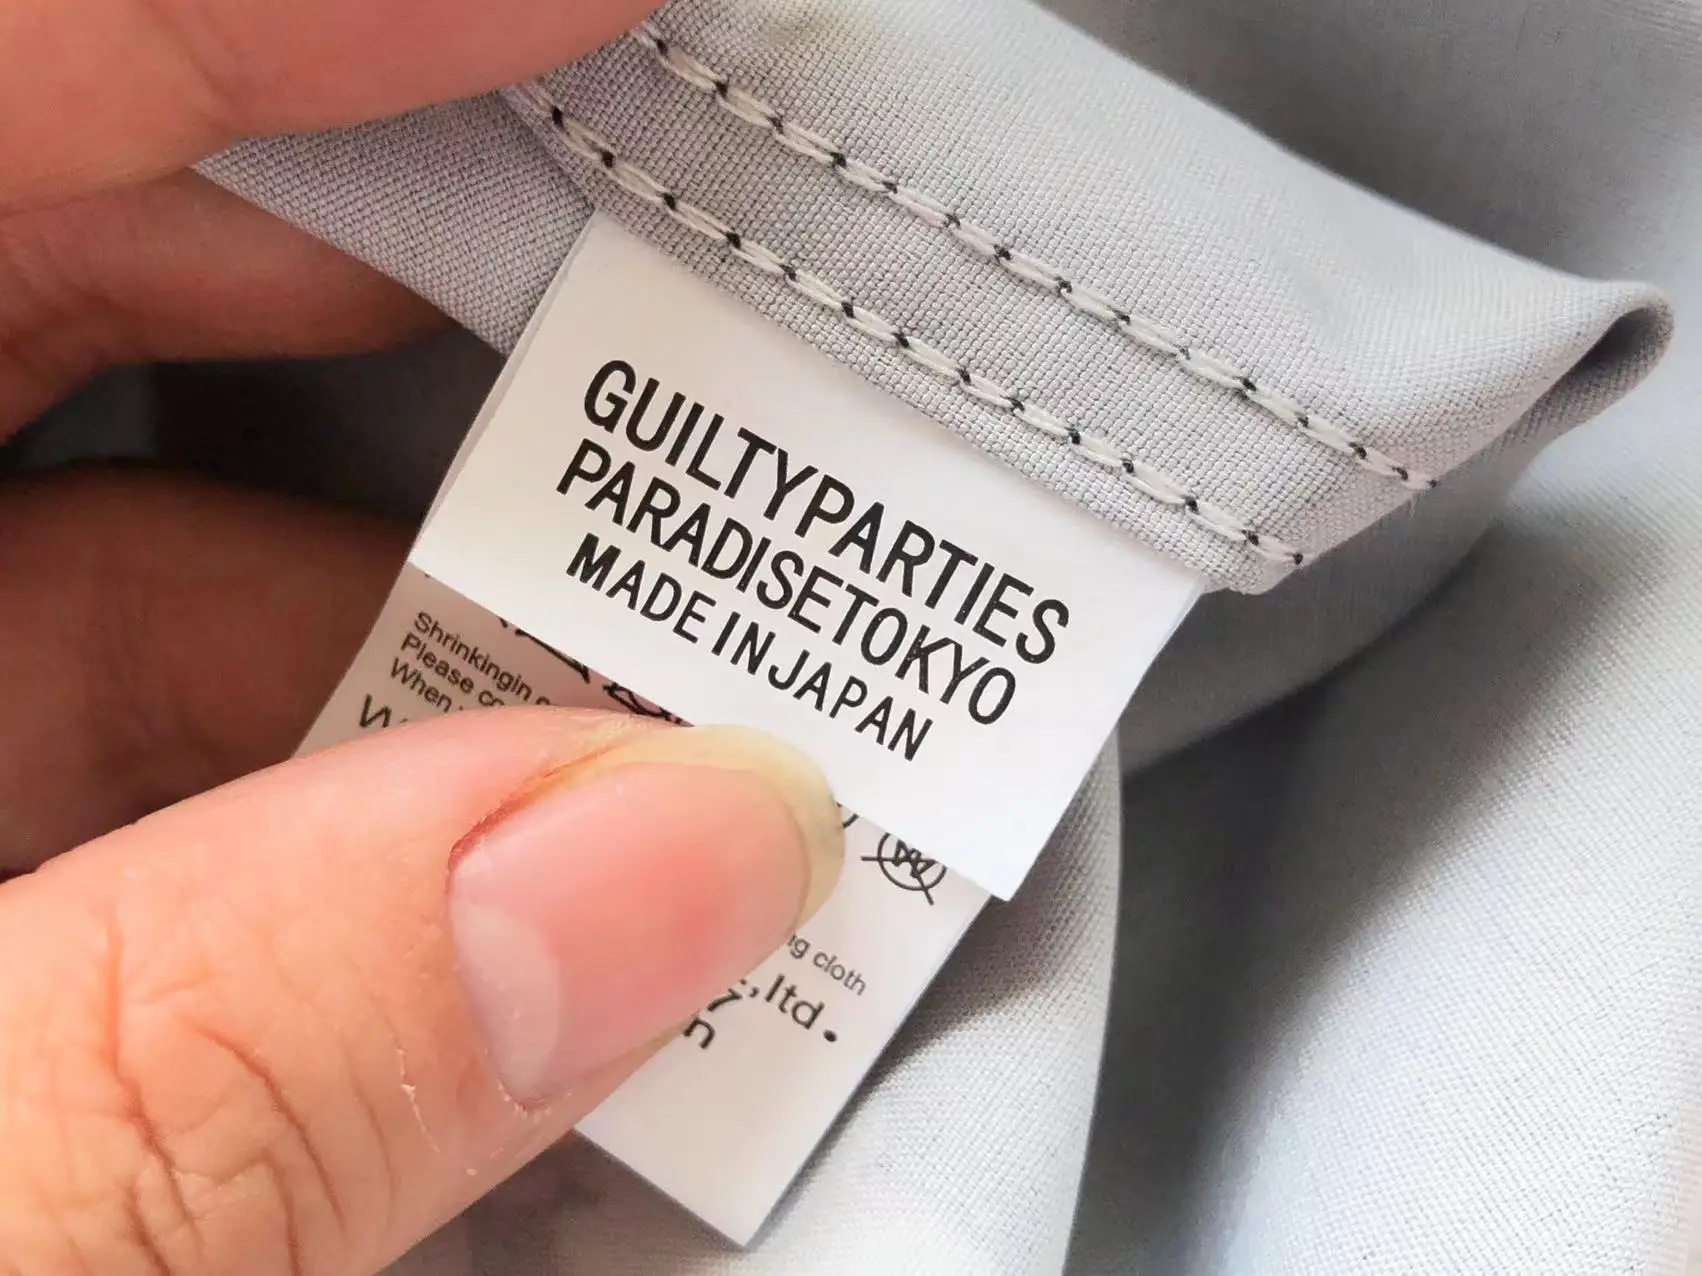 GUILTYPARTIES
PARADISETOKYO
MADE IN JAPAN
Shrinkingin
Please
When
cloth
,ltd.